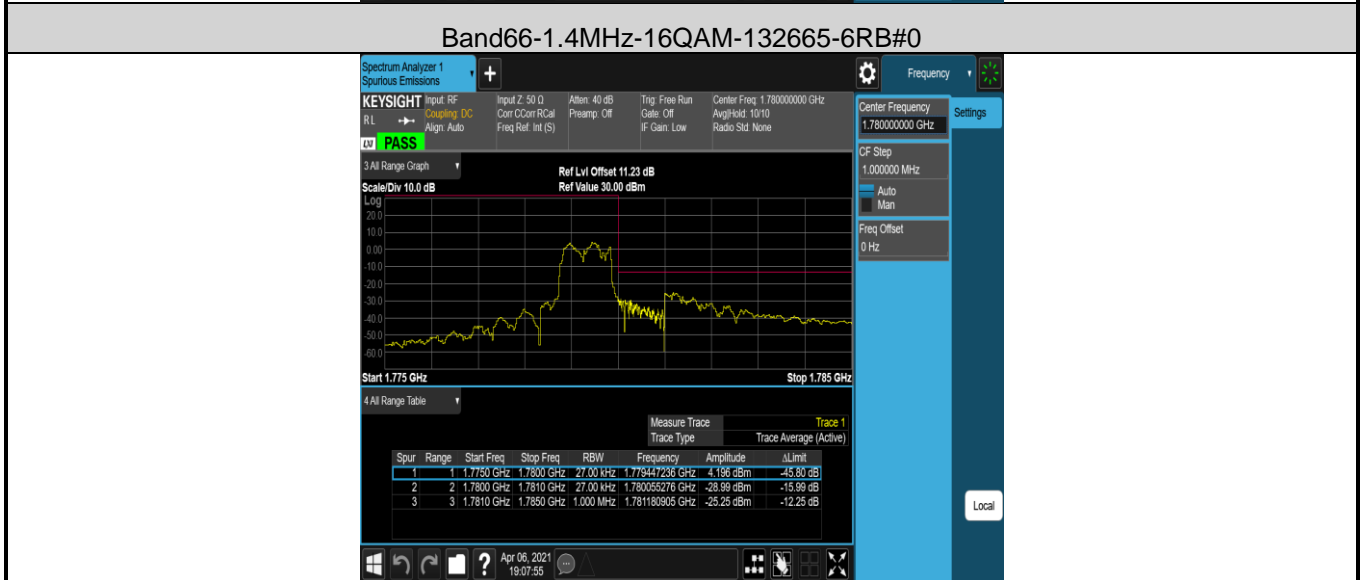 Band66-1.4MHz-16QAM-132665-6RB#0
Spectrum Analyzer 1
Spurious Emissions
+
Frequency
KEYSIGHT
Input: RF
Coupling: DC
Align: Auto
Input Z: 50 Ω
Corr CCorr RCal
Freq Ref: Int (S)
Atten: 40 dB
Preamp: Off
Trig: Free Run
Gate: Off
IF Gain: Low
Center Freq: 1.780000000 GHz
Avg|Hold: 10/10
Radio Std: None
RL
LXI PASS
Center Frequency
1.780000000 GHz
Settings
CF Step
1.000000 MHz
Auto
Man
Freq Offset
0 Hz
3 All Range Graph
Ref Lvl Offset 11.23 dB
Scale/Div 10.0 dB
Ref Value 30.00 dBm
Log
20.0
10.0
0.00
-10.0
-20.0
-30.0
-40.0
-50.0
-60.0
Start 1.775 GHz
Stop 1.785 GHz
4 All Range Table
Measure Trace Trace 1
Trace Type Trace Average (Active)
Spur Range Start Freq Stop Freq RBW Frequency Amplitude ΔLimit
1 1 1.7750 GHz 1.7800 GHz 27.00 kHz 1.779447236 GHz 4.196 dBm -45.80 dB
2 2 1.7800 GHz 1.7810 GHz 27.00 kHz 1.780055276 GHz -28.99 dBm -15.99 dB
3 3 1.7810 GHz 1.7850 GHz 1.000 MHz 1.781180905 GHz -25.25 dBm -12.25 dB
Local
?
Apr 06, 2021
19:07:55